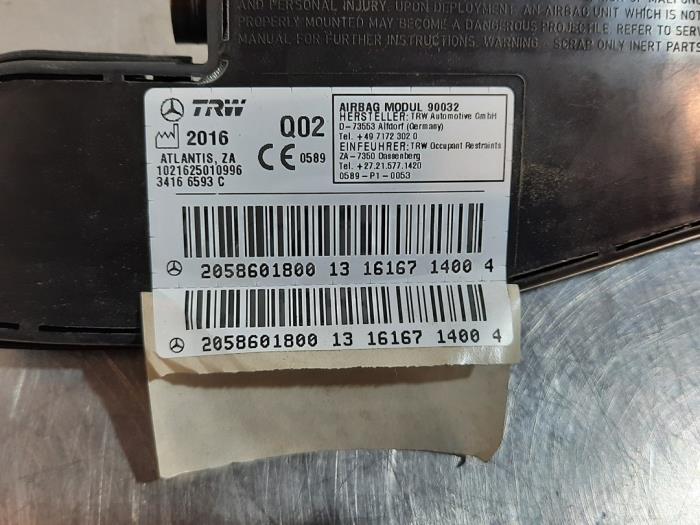 AND PERSONAL INJURY. UPON DEPLOYMENT, AN AIRBAG UNIT WHICH IS NOT
PROPERLY MOUNTED MAY BECOME A DANGEROUS PROJECTILE. REFER TO SERV
MANUAL FOR FURTHER INSTRUCTIONS. WARNING - SCRAP ONLY INERT PARTS
TRW
2016
Q02
ATLANTIS, ZA
1021625010996
3416 6593 C
CE 0589
AIRBAG MODUL 90032
HERSTELLER: TRW Automotive GmbH
D-73553 Alfdorf (Germany)
Tel. +49 7172 302 0
EINFEUHRER: TRW Occupant Restraints
ZA-7350 Dassenberg
Tel. +27.21.577.1420
0589-P1-0053
2058601800 13 16167 1400 4
2058601800 13 16167 1400 4